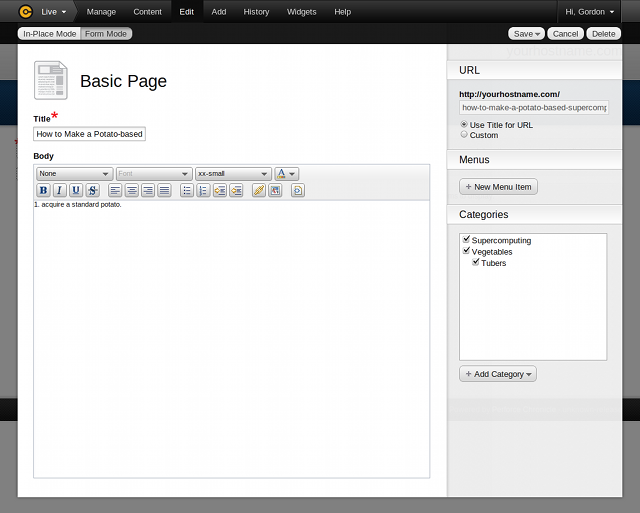 Live Manage Content Edit Add History Widgets Help Hi, Gordon
In-Place Mode Form Mode Save Cancel Delete
Basic Page
Title*
How to Make a Potato-based
Body
None Font xx-small A
B I U S
1. acquire a standard potato.
URL
http://yourhostname.com/
how-to-make-a-potato-based-supercomp
Use Title for URL
Custom
Menus
+ New Menu Item
Categories
Supercomputing
Vegetables
Tubers
+ Add Category